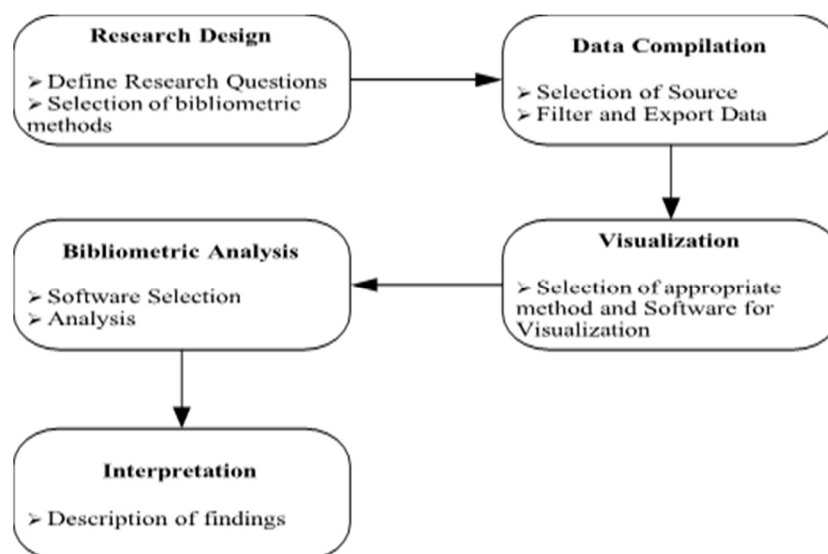 Research Design
➢ Define Research Questions
➢ Selection of bibliometric
methods
Data Compilation
➢ Selection of Source
➢ Filter and Export Data
Visualization
➢ Selection of appropriate
method and Software for
Visualization
Bibliometric Analysis
➢ Software Selection
➢ Analysis
Interpretation
➢ Description of findings